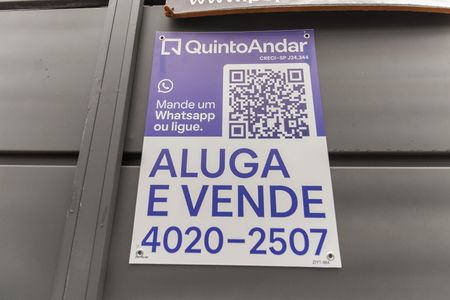 QuintoAndar
CRECI-SP J24.344
Mande um
Whatsapp
ou ligue.
ALUGA
E VENDE
4020-2507